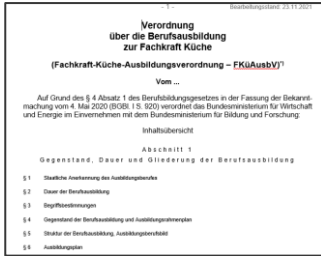 - 1 -
Bearbeitungsstand: 23.11.2021
Verordnung
über die Berufsausbildung
zur Fachkraft Küche
(Fachkraft-Küche-Ausbildungsverordnung – FKüAusbV)*)
Vom ...
Auf Grund des § 4 Absatz 1 des Berufsbildungsgesetzes in der Fassung der Bekannt-
machung vom 4. Mai 2020 (BGBl. I S. 920) verordnet das Bundesministerium für Wirtschaft
und Energie im Einvernehmen mit dem Bundesministerium für Bildung und Forschung:
Inhaltsübersicht
Abschnitt 1
Gegenstand, Dauer und Gliederung der Berufsausbildung
§ 1 Staatliche Anerkennung des Ausbildungsberufes
§ 2 Dauer der Berufsausbildung
§ 3 Begriffsbestimmungen
§ 4 Gegenstand der Berufsausbildung und Ausbildungsrahmenplan
§ 5 Struktur der Berufsausbildung, Ausbildungsberufsbild
§ 6 Ausbildungsplan